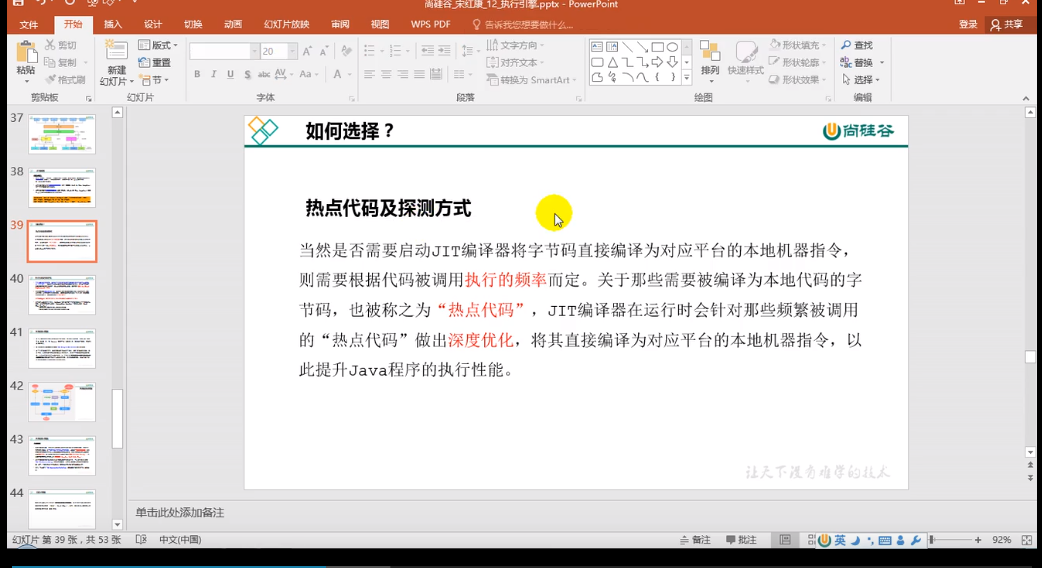 尚硅谷_宋红康_12_执行引擎.pptx - PowerPoint
文件 开始 插入 设计 切换 动画 幻灯片放映 审阅 视图 WPS PDF 告诉我您想要做什么... 登录 共享
粘贴 剪切 复制 格式刷 新建 幻灯片 版式 重置 节 20
B I U S abc AV Aa A
文字方向 对齐文本 转换为 SmartArt
排列 快速样式 形状填充 形状轮廓 形状效果 查找 替换 选择
剪贴板 幻灯片 字体 段落 绘图 编辑
37
38
39
40
41
42
43
44
如何选择？
尚硅谷
热点代码及探测方式
当然是否需要启动JIT编译器将字节码直接编译为对应平台的本地机器指令，
则需要根据代码被调用执行的频率而定。关于那些需要被编译为本地代码的字
节码，也被称之为“热点代码”，JIT编译器在运行时会针对那些频繁被调用
的“热点代码”做出深度优化，将其直接编译为对应平台的本地机器指令，以
此提升Java程序的执行性能。
让天下没有难学的技术
单击此处添加备注
幻灯片 第 39 张，共 53 张 中文(中国) 备注 批注 英 92%